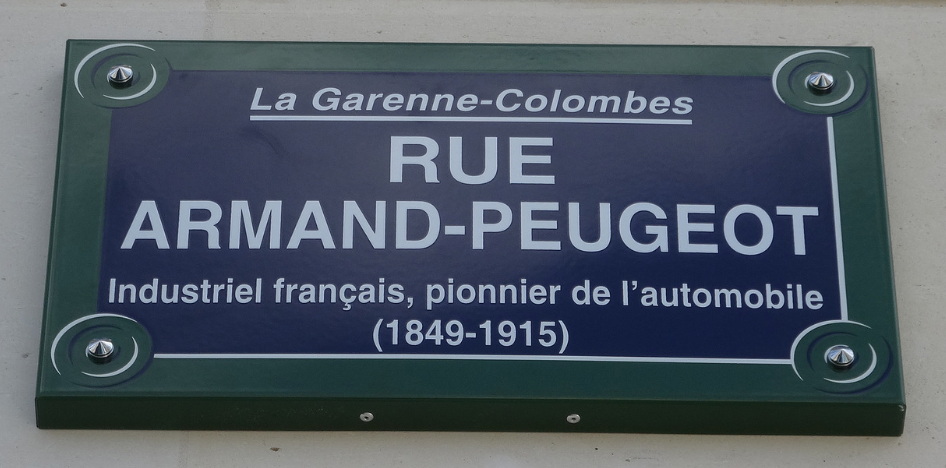 La Garenne-Colombes
RUE
ARMAND-PEUGEOT
Industriel français, pionnier de l'automobile
(1849-1915)